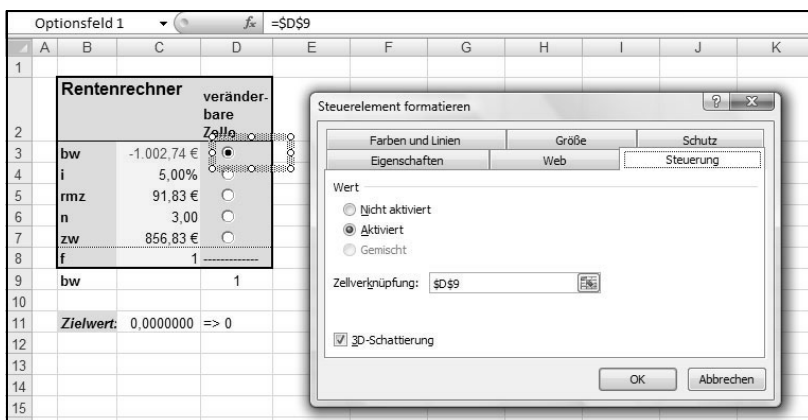 Optionsfeld 1 fx =$D$9
A B C D E F G H I J K
1
Rentenrechner veränder-
bare
2 Zelle
3 bw -1.002,74 €
4 i 5,00%
5 rmz 91,83 €
6 n 3,00
7 zw 856,83 €
8 f 1 -------------
9 bw 1
10
11 Zielwert: 0,0000000 => 0
12
13
14
15
Steuerelement formatieren
Farben und Linien Größe Schutz
Eigenschaften Web Steuerung
Wert
Nicht aktiviert
Aktiviert
Gemischt
Zellverknüpfung: $D$9
3D-Schattierung
OK Abbrechen